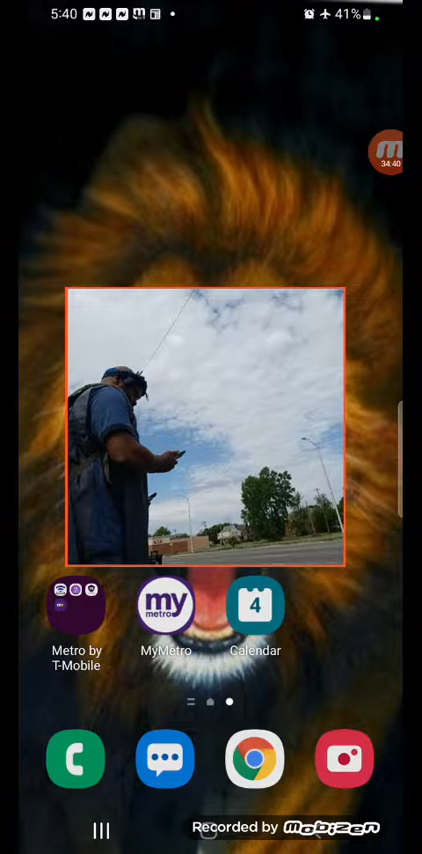 5:40
41%
m
34:40
my
metro
4
Metro by
T-Mobile
MyMetro
Calendar
Recorded by Mobizen